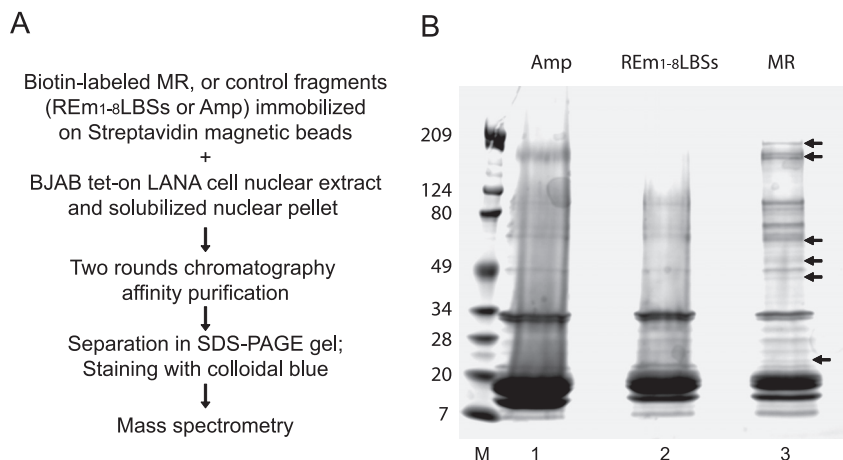 A
Biotin-labeled MR, or control fragments
(REm1-8LBSs or Amp) immobilized
on Streptavidin magnetic beads
+
BJAB tet-on LANA cell nuclear extract
and solubilized nuclear pellet
Two rounds chromatography
affinity purification
Separation in SDS-PAGE gel;
Staining with colloidal blue
Mass spectrometry
B
Amp REm1-8LBSs MR
209
124
80
49
34
28
20
7
M 1 2 3